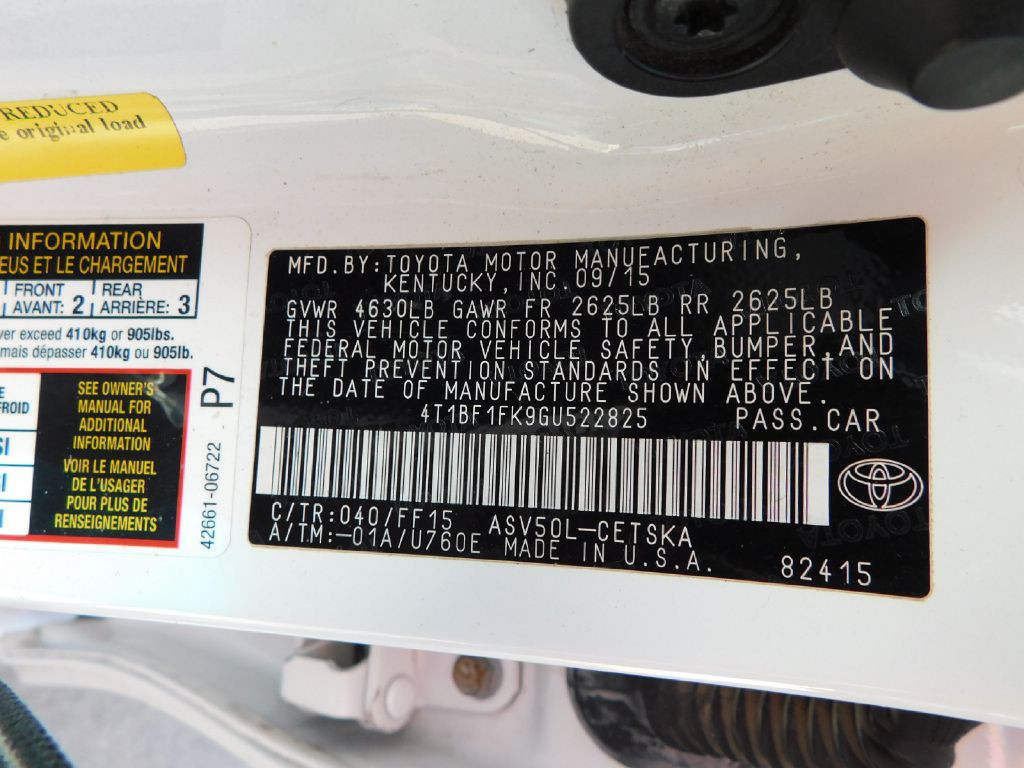 REDUCED
original load
INFORMATION
EUS ET LE CHARGEMENT
FRONT
AVANT: 2
REAR
ARRIÈRE: 3
exceed 410kg or 905lbs.
mais dépasser 410kg ou 905lb.
FROID
SEE OWNER'S
MANUAL FOR
ADDITIONAL
INFORMATION
VOIR LE MANUEL
DE L'USAGER
POUR PLUS DE
RENSEIGNEMENTS
42661-06722 P7
MFD.BY:TOYOTA MOTOR MANUFACTURING,
KENTUCKY, INC. 09/15
GVWR 4630LB GAWR FR 2625LB RR 2625LB
THIS VEHICLE CONFORMS TO ALL APPLICABLE
FEDERAL MOTOR VEHICLE SAFETY,BUMPER,AND
THEFT PREVENTION STANDARDS IN EFFECT ON
THE DATE OF MANUFACTURE SHOWN ABOVE.
4T1BF1FK9GU522825 PASS.CAR
C/TR:040/FF15 ASV50L-CETSKA
A/TM:-01A/U760E MADE IN U.S.A.
82415